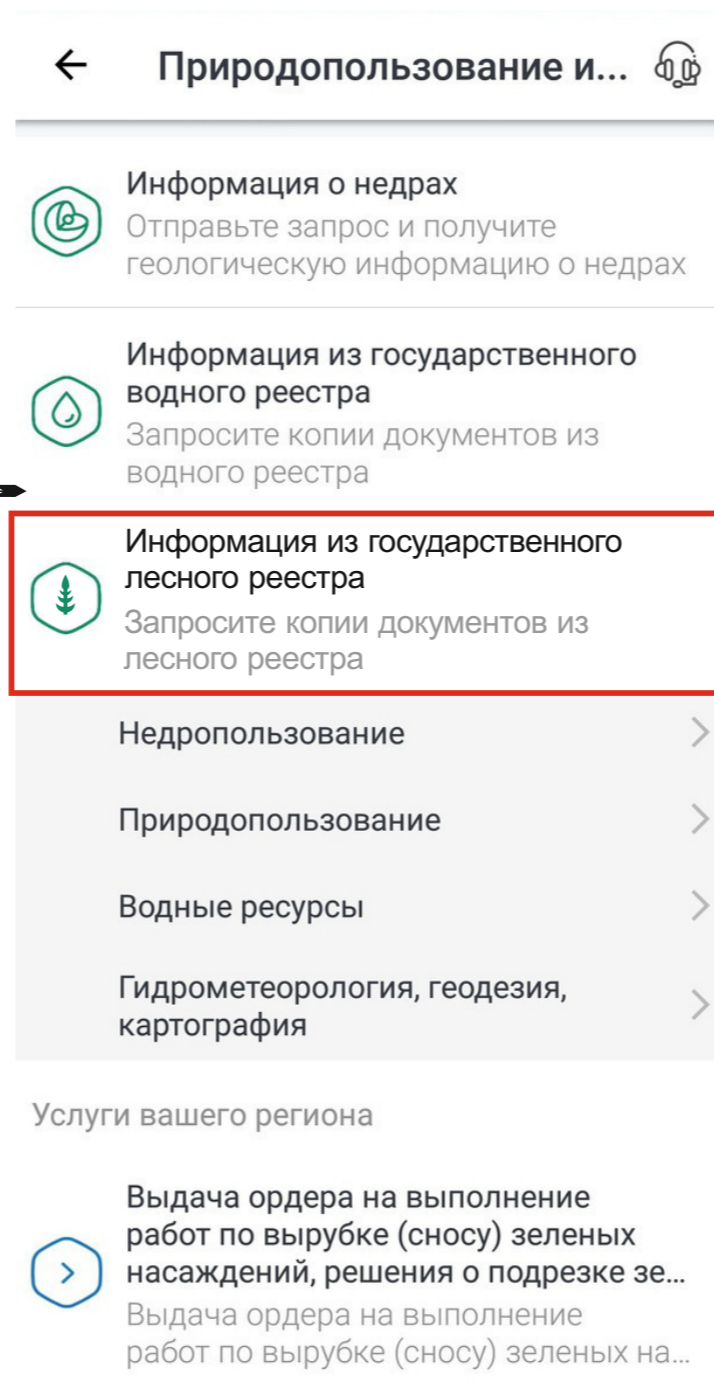 Природопользование и...
Информация о недрах
Отправьте запрос и получите
геологическую информацию о недрах
Информация из государственного
водного реестра
Запросите копии документов из
водного реестра
Информация из государственного
лесного реестра
Запросите копии документов из
лесного реестра
Недропользование
Природопользование
Водные ресурсы
Гидрометеорология, геодезия,
картография
Услуги вашего региона
Выдача ордера на выполнение
работ по вырубке (сносу) зеленых
насаждений, решения о подрезке зе...
Выдача ордера на выполнение
работ по вырубке (сносу) зеленых на...